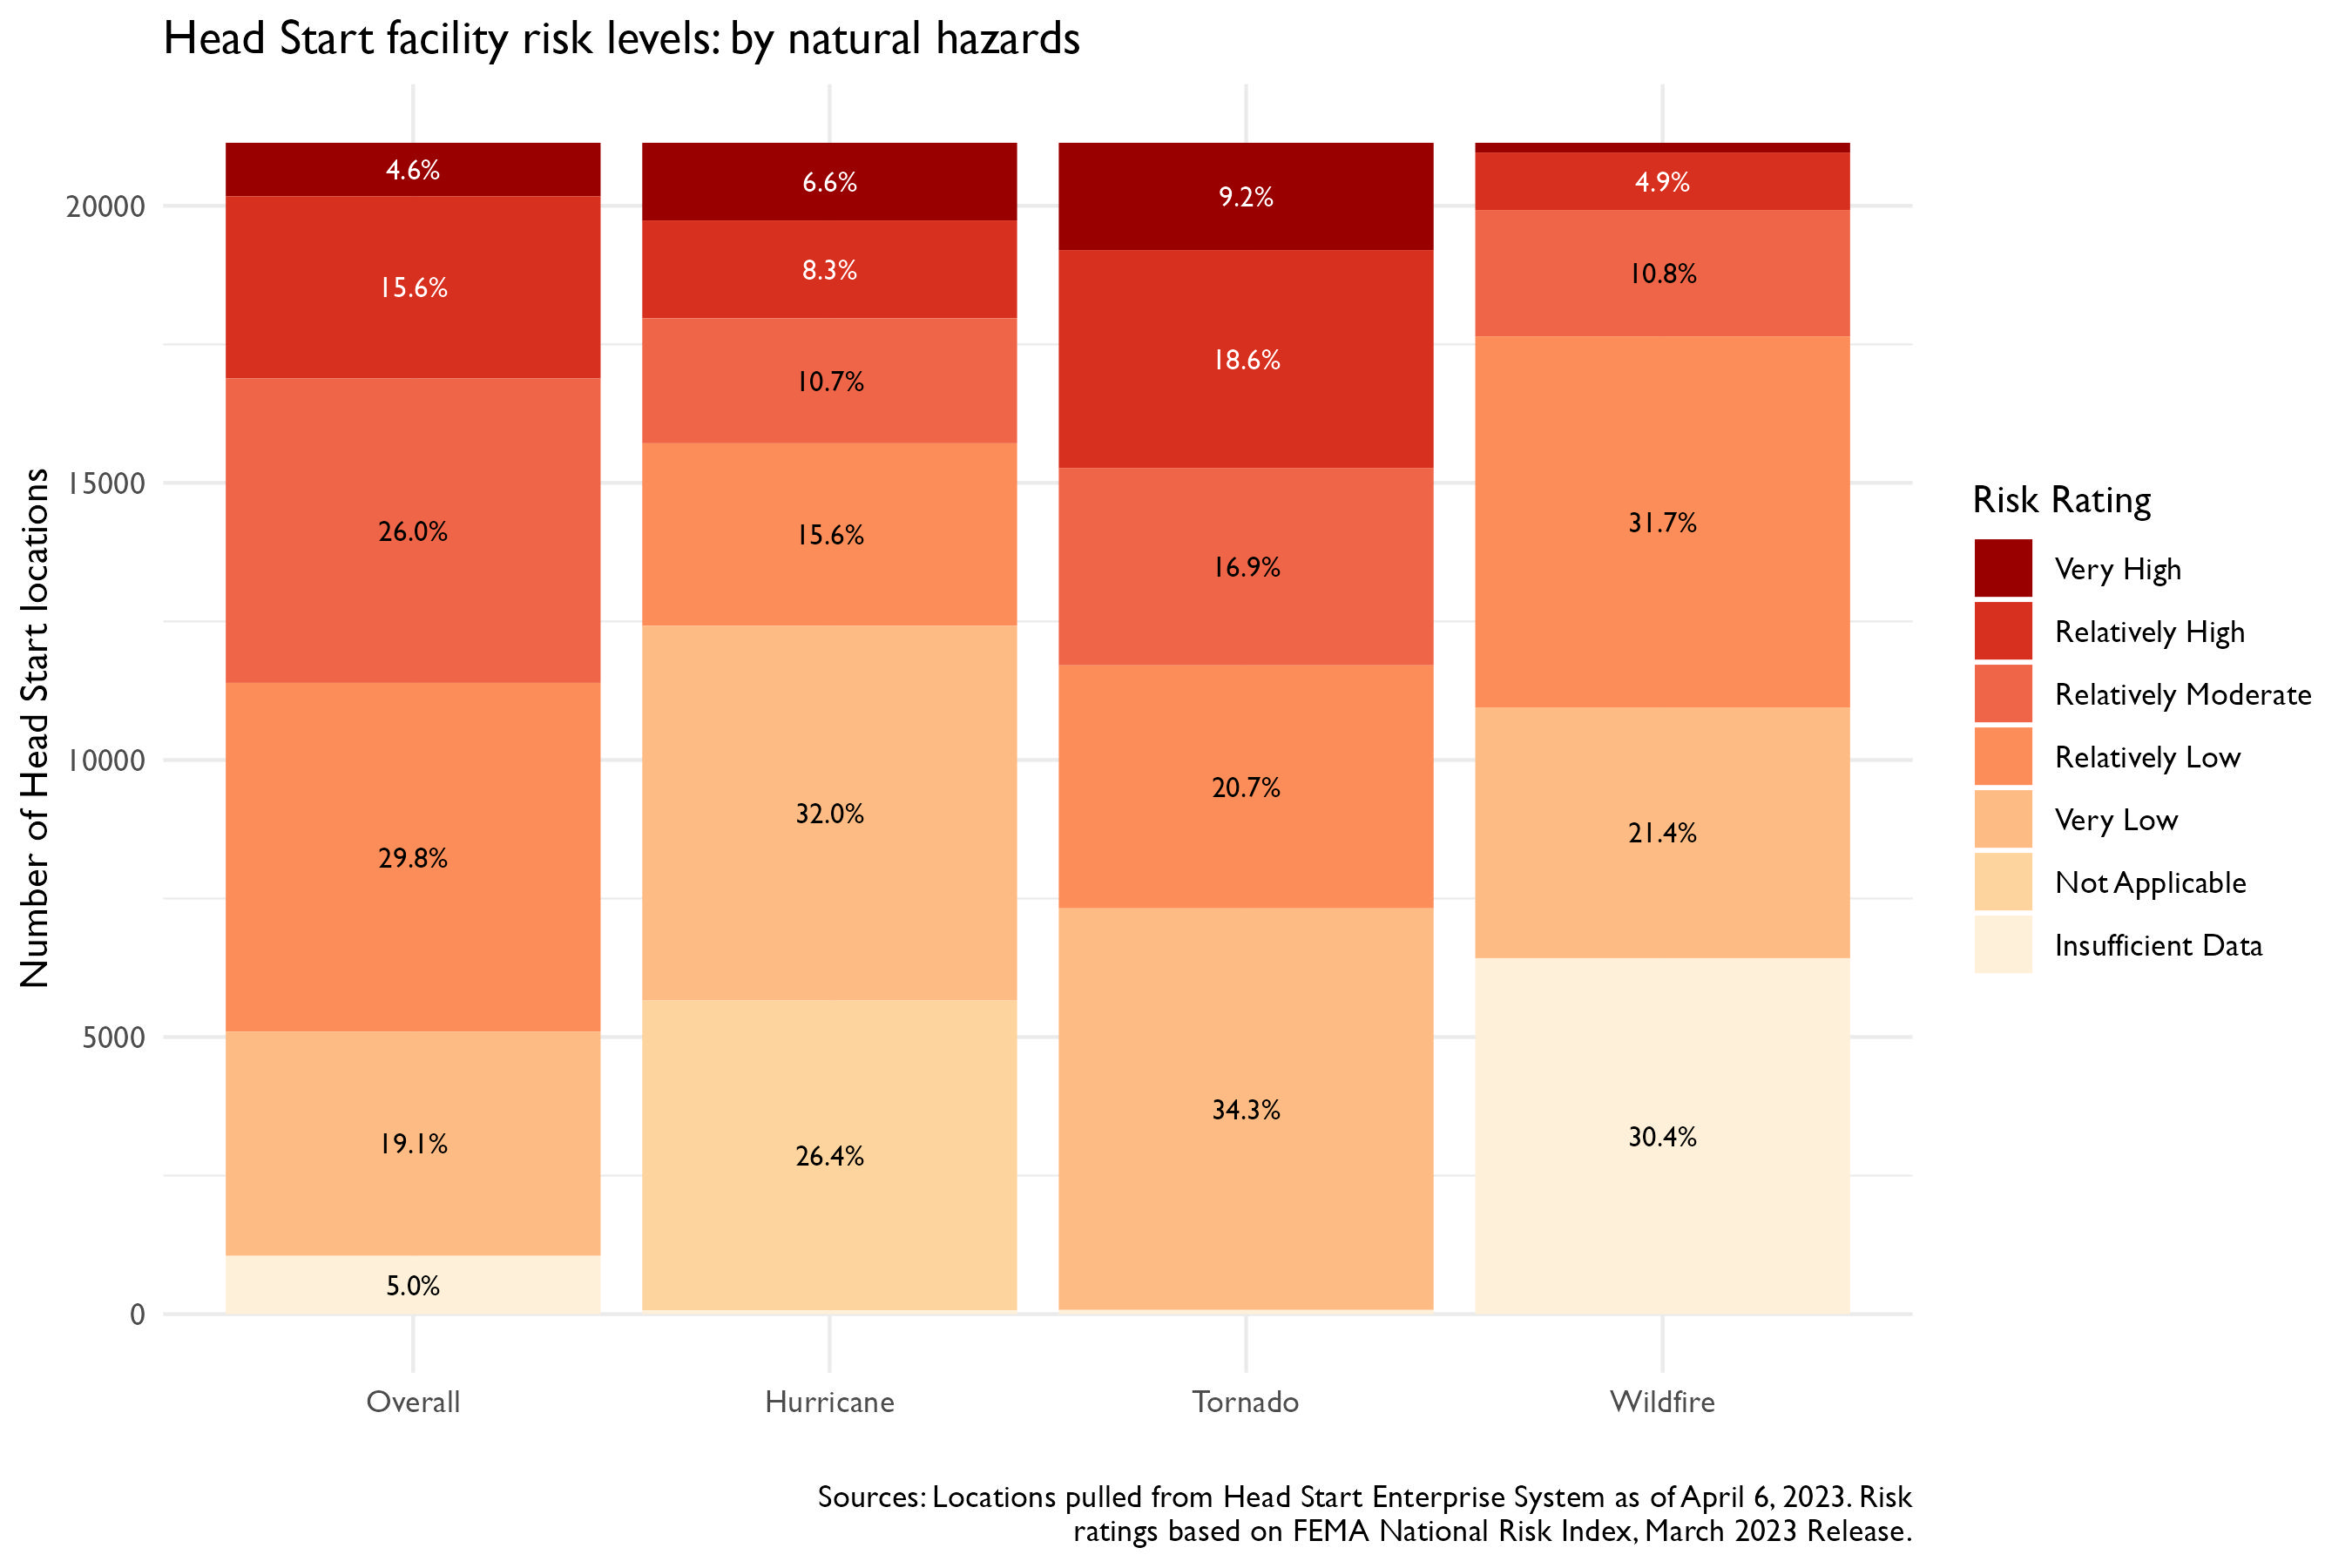 Head Start facility risk levels: by natural hazards
Number of Head Start locations
20000
15000
10000
5000
0
4.6%
15.6%
26.0%
29.8%
19.1%
5.0%
6.6%
8.3%
10.7%
15.6%
32.0%
26.4%
9.2%
18.6%
16.9%
20.7%
34.3%
4.9%
10.8%
31.7%
21.4%
30.4%
Overall
Hurricane
Tornado
Wildfire
Risk Rating
Very High
Relatively High
Relatively Moderate
Relatively Low
Very Low
Not Applicable
Insufficient Data
Sources: Locations pulled from Head Start Enterprise System as of April 6, 2023. Risk
ratings based on FEMA National Risk Index, March 2023 Release.